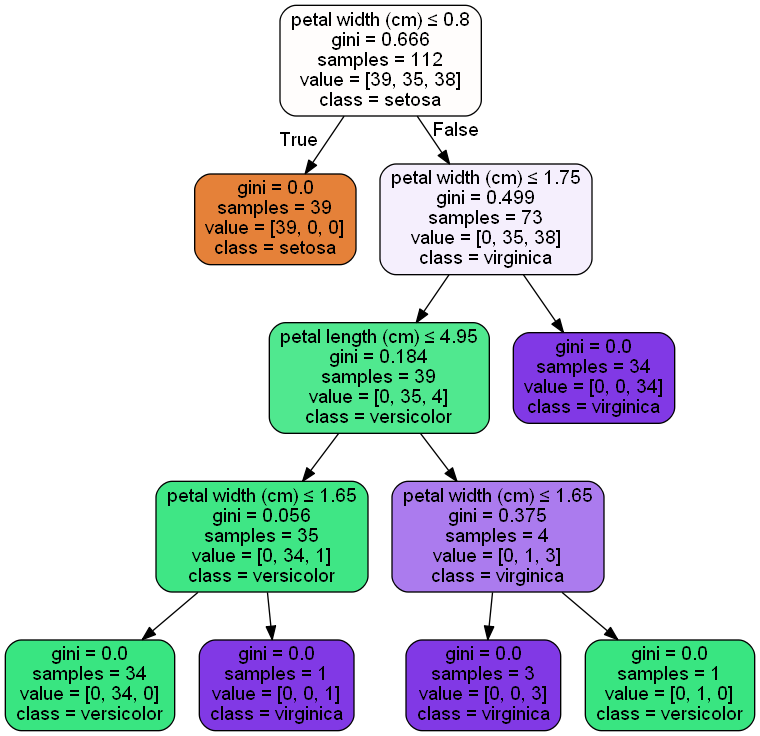 petal width (cm) ≤ 0.8
gini = 0.666
samples = 112
value = [39, 35, 38]
class = setosa
True
False
gini = 0.0
samples = 39
value = [39, 0, 0]
class = setosa
petal width (cm) ≤ 1.75
gini = 0.499
samples = 73
value = [0, 35, 38]
class = virginica
petal length (cm) ≤ 4.95
gini = 0.184
samples = 39
value = [0, 35, 4]
class = versicolor
gini = 0.0
samples = 34
value = [0, 0, 34]
class = virginica
petal width (cm) ≤ 1.65
gini = 0.056
samples = 35
value = [0, 34, 1]
class = versicolor
petal width (cm) ≤ 1.65
gini = 0.375
samples = 4
value = [0, 1, 3]
class = virginica
gini = 0.0
samples = 34
value = [0, 34, 0]
class = versicolor
gini = 0.0
samples = 1
value = [0, 0, 1]
class = virginica
gini = 0.0
samples = 3
value = [0, 0, 3]
class = virginica
gini = 0.0
samples = 1
value = [0, 1, 0]
class = versicolor